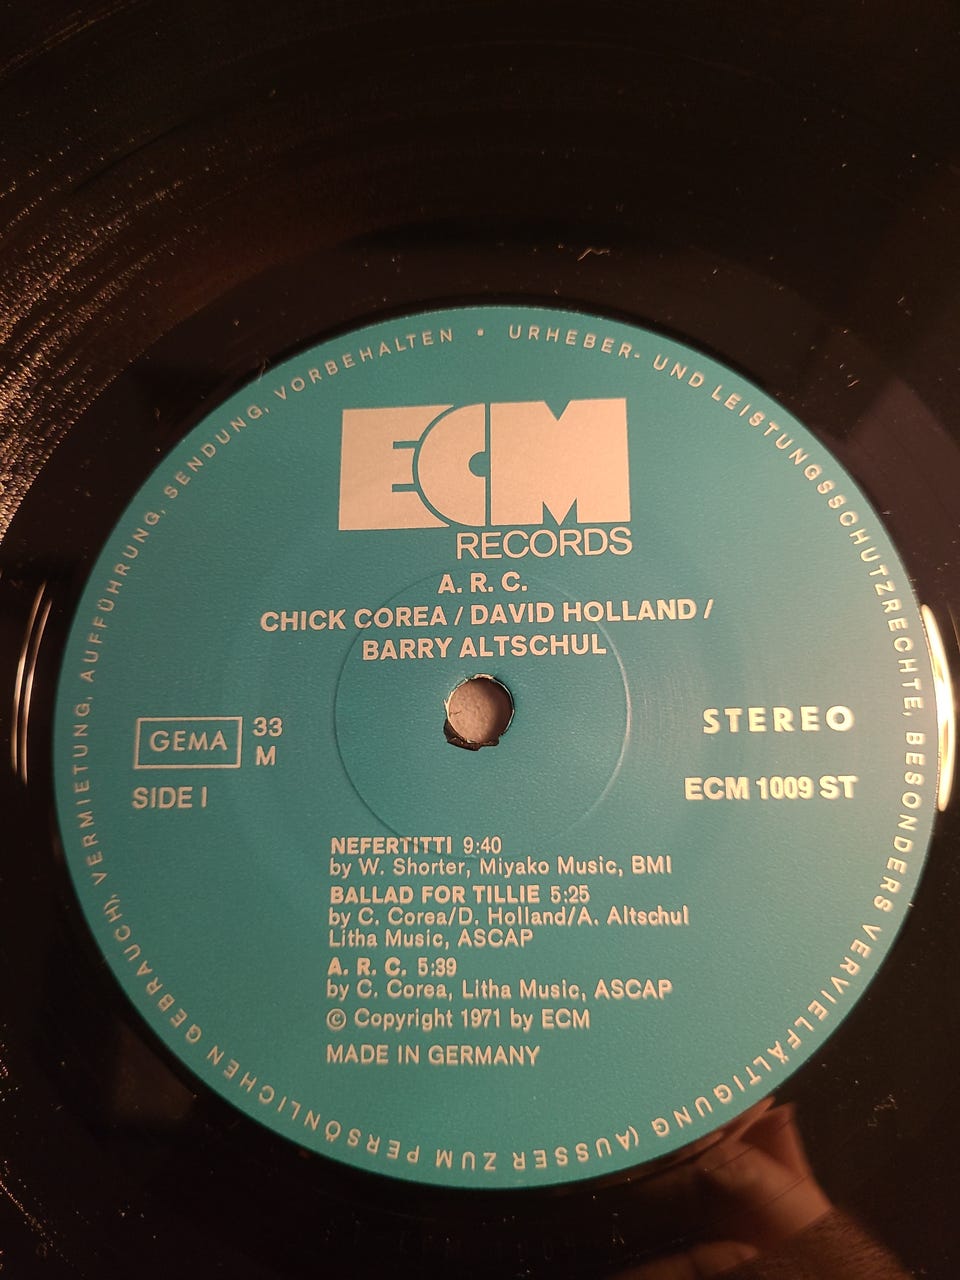 URHEBER- UND LEISTUNGSSCHUTZRECHTE, BESONDERS VERVIELFÄLTIGUNG (AUSSER ZUM PERSÖNLICHEN GEBRAUCH), VERMIETUNG, AUFFÜHRUNG, SENDUNG, VORBEHALTEN •
ECM
RECORDS
A. R. C.
CHICK COREA / DAVID HOLLAND /
BARRY ALTSCHUL
GEMA 33
M
STEREO
SIDE I
ECM 1009 ST
NEFERTITTI 9:40
by W. Shorter, Miyako Music, BMI
BALLAD FOR TILLIE 5:25
by C. Corea/D. Holland/A. Altschul
Litha Music, ASCAP
A. R. C. 5:39
by C. Corea, Litha Music, ASCAP
© Copyright 1971 by ECM
MADE IN GERMANY